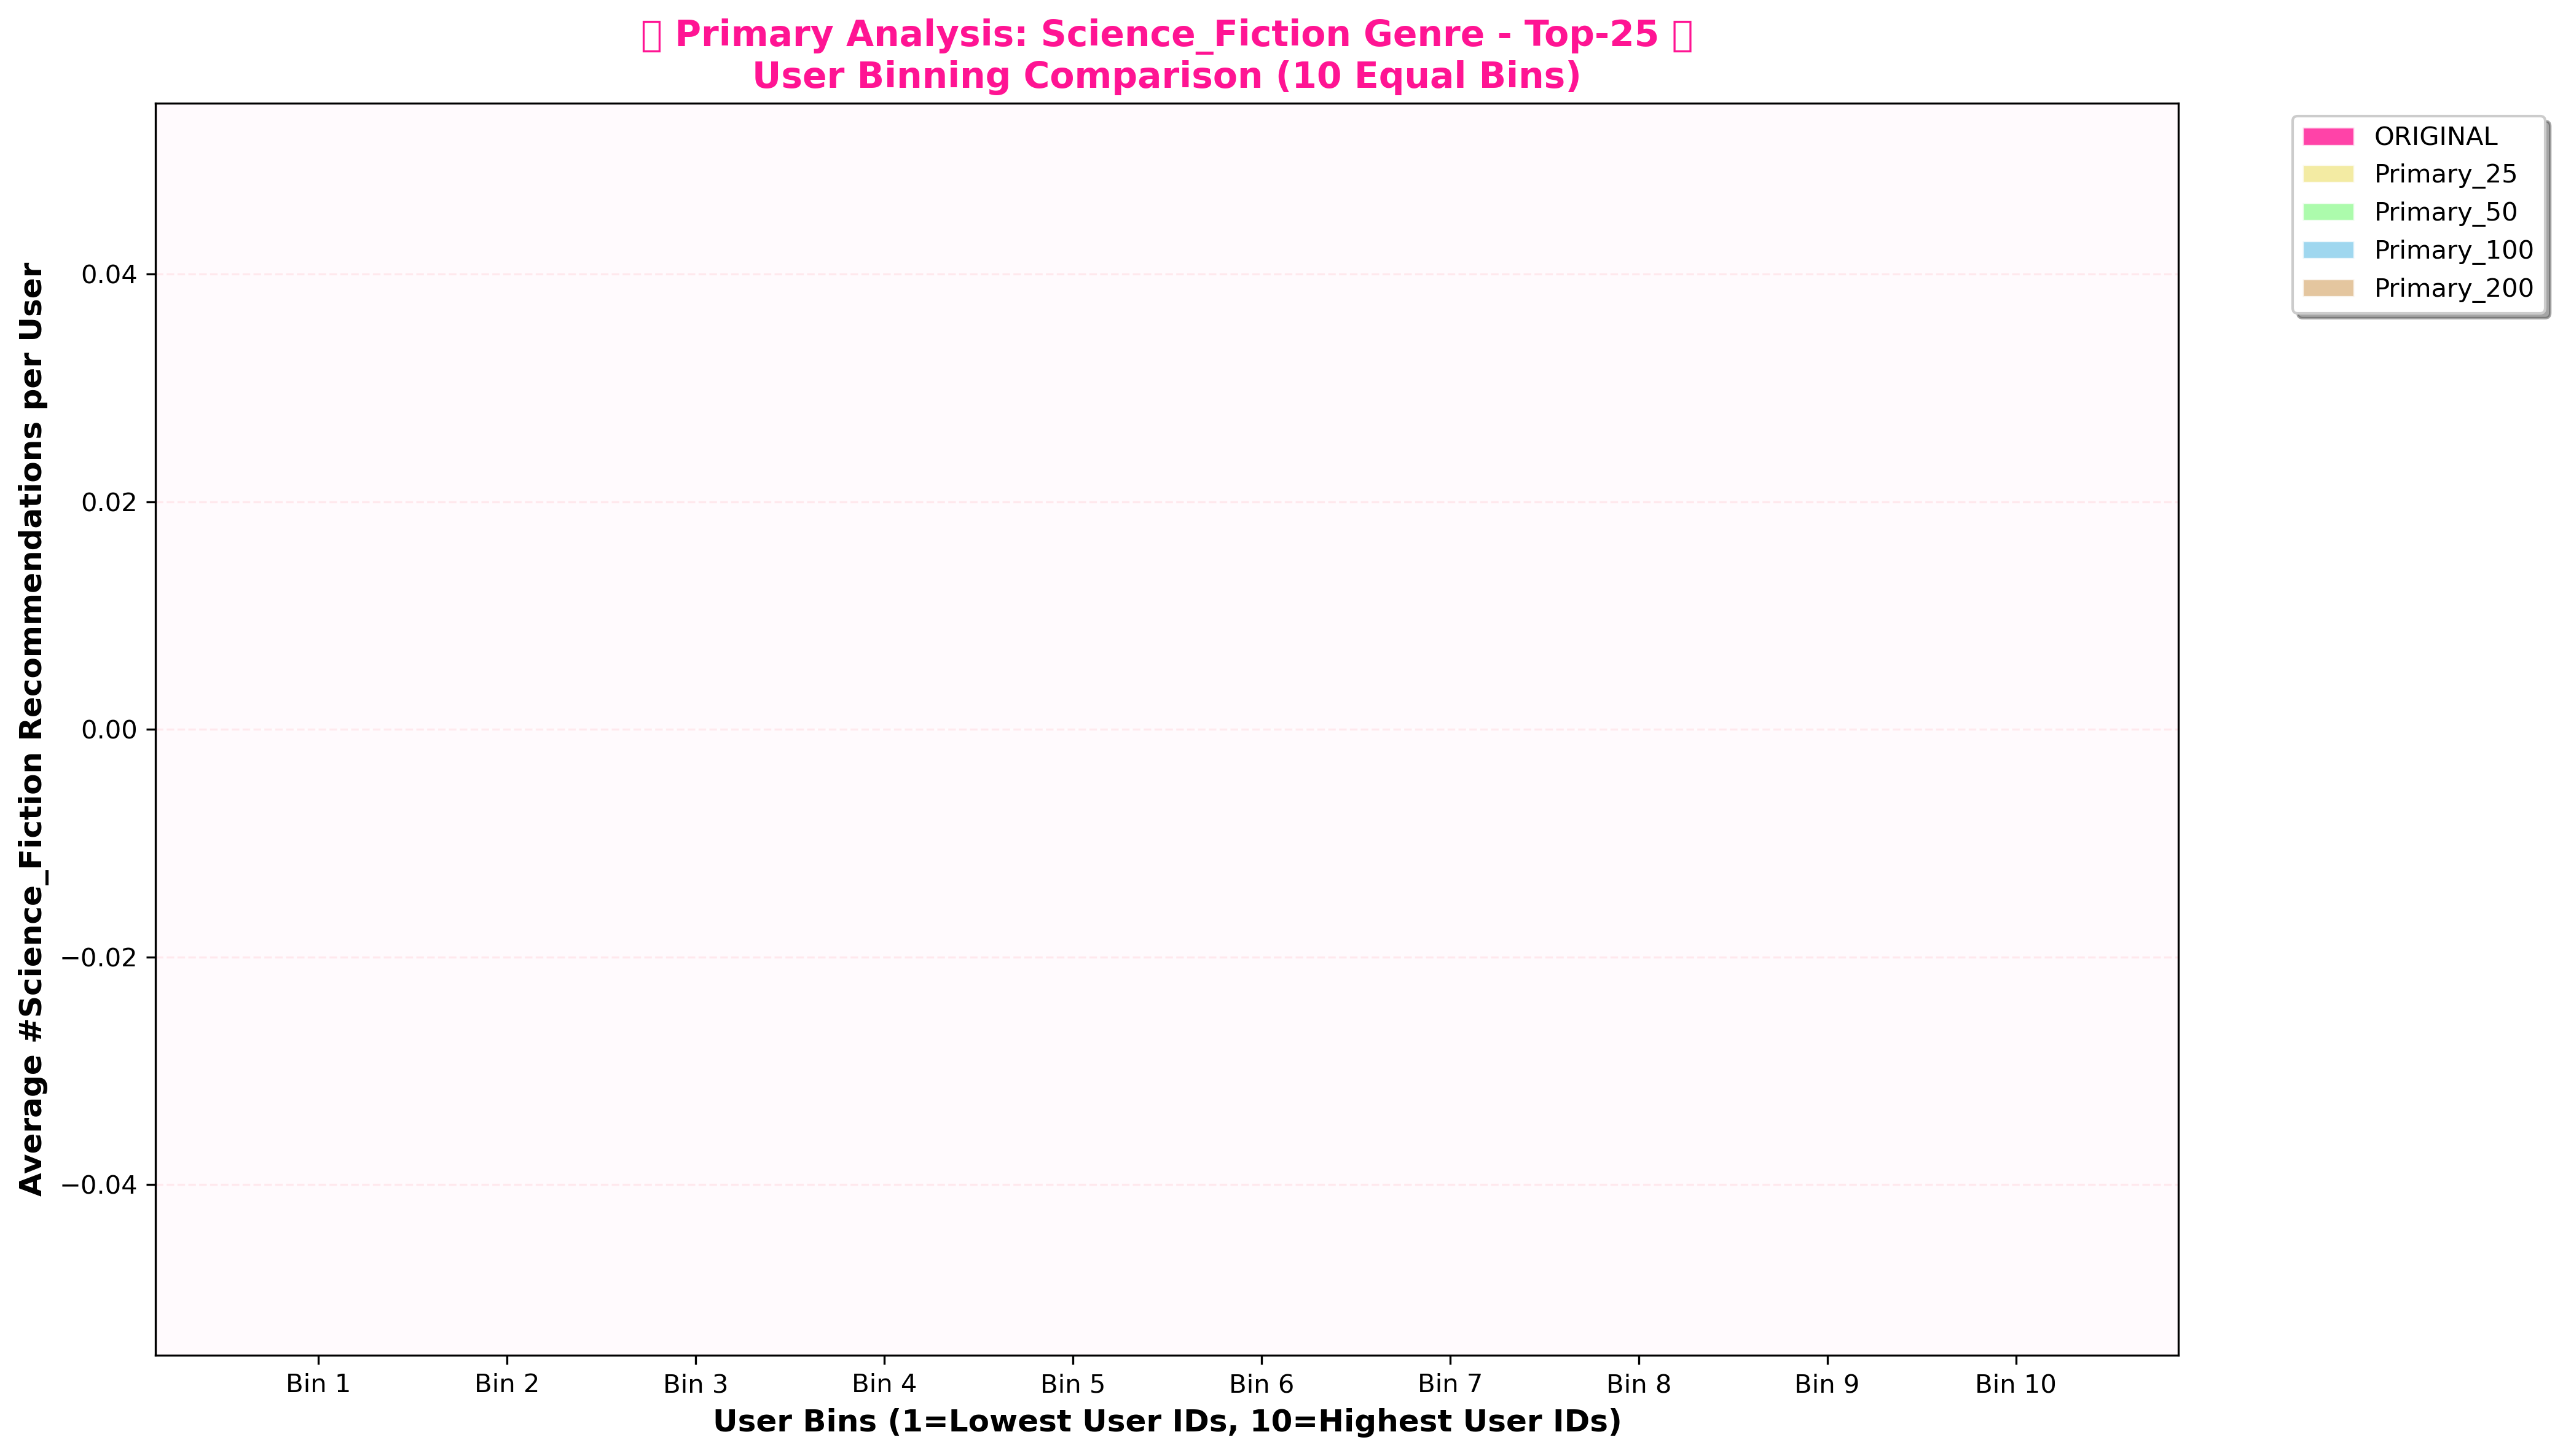 ▯ Primary Analysis: Science_Fiction Genre - Top-25 ▯
User Binning Comparison (10 Equal Bins)
ORIGINAL
Primary_25
Primary_50
Primary_100
Primary_200
Average #Science_Fiction Recommendations per User
0.04
0.02
0.00
−0.02
−0.04
Bin 1 Bin 2 Bin 3 Bin 4 Bin 5 Bin 6 Bin 7 Bin 8 Bin 9 Bin 10
User Bins (1=Lowest User IDs, 10=Highest User IDs)